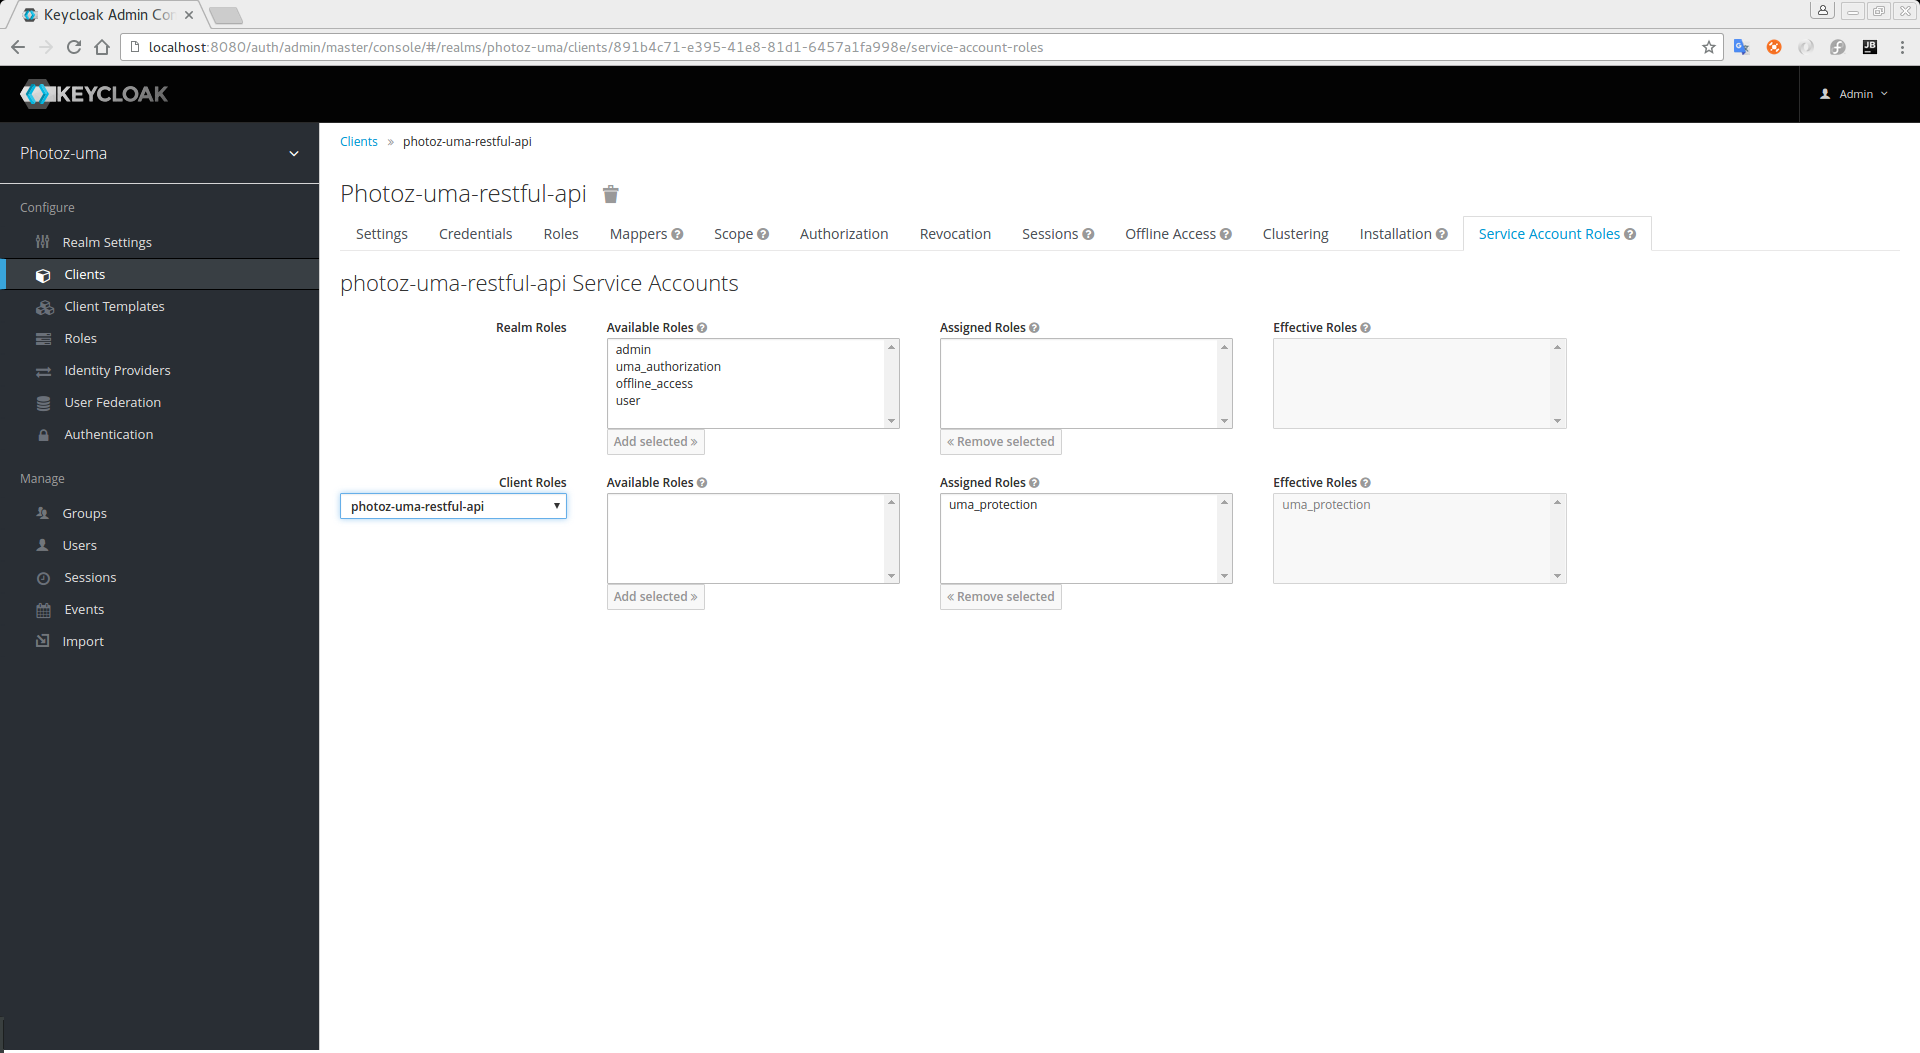 Keycloak Admin Con
localhost:8080/auth/admin/master/console/#/realms/photoz-uma/clients/891b4c71-e395-41e8-81d1-6457a1fa998e/service-account-roles
JB
KEYCLOAK
Admin
Photoz-uma
Configure
Realm Settings
Clients
Client Templates
Roles
Identity Providers
User Federation
Authentication
Manage
Groups
Users
Sessions
Events
Import
Clients » photoz-uma-restful-api
Photoz-uma-restful-api
Settings Credentials Roles Mappers Scope Authorization Revocation Sessions Offline Access Clustering Installation Service Account Roles
photoz-uma-restful-api Service Accounts
Realm Roles Available Roles Assigned Roles Effective Roles
admin
uma_authorization
offline_access
user
Add selected » « Remove selected
Client Roles Available Roles Assigned Roles Effective Roles
photoz-uma-restful-api uma_protection uma_protection
Add selected » « Remove selected